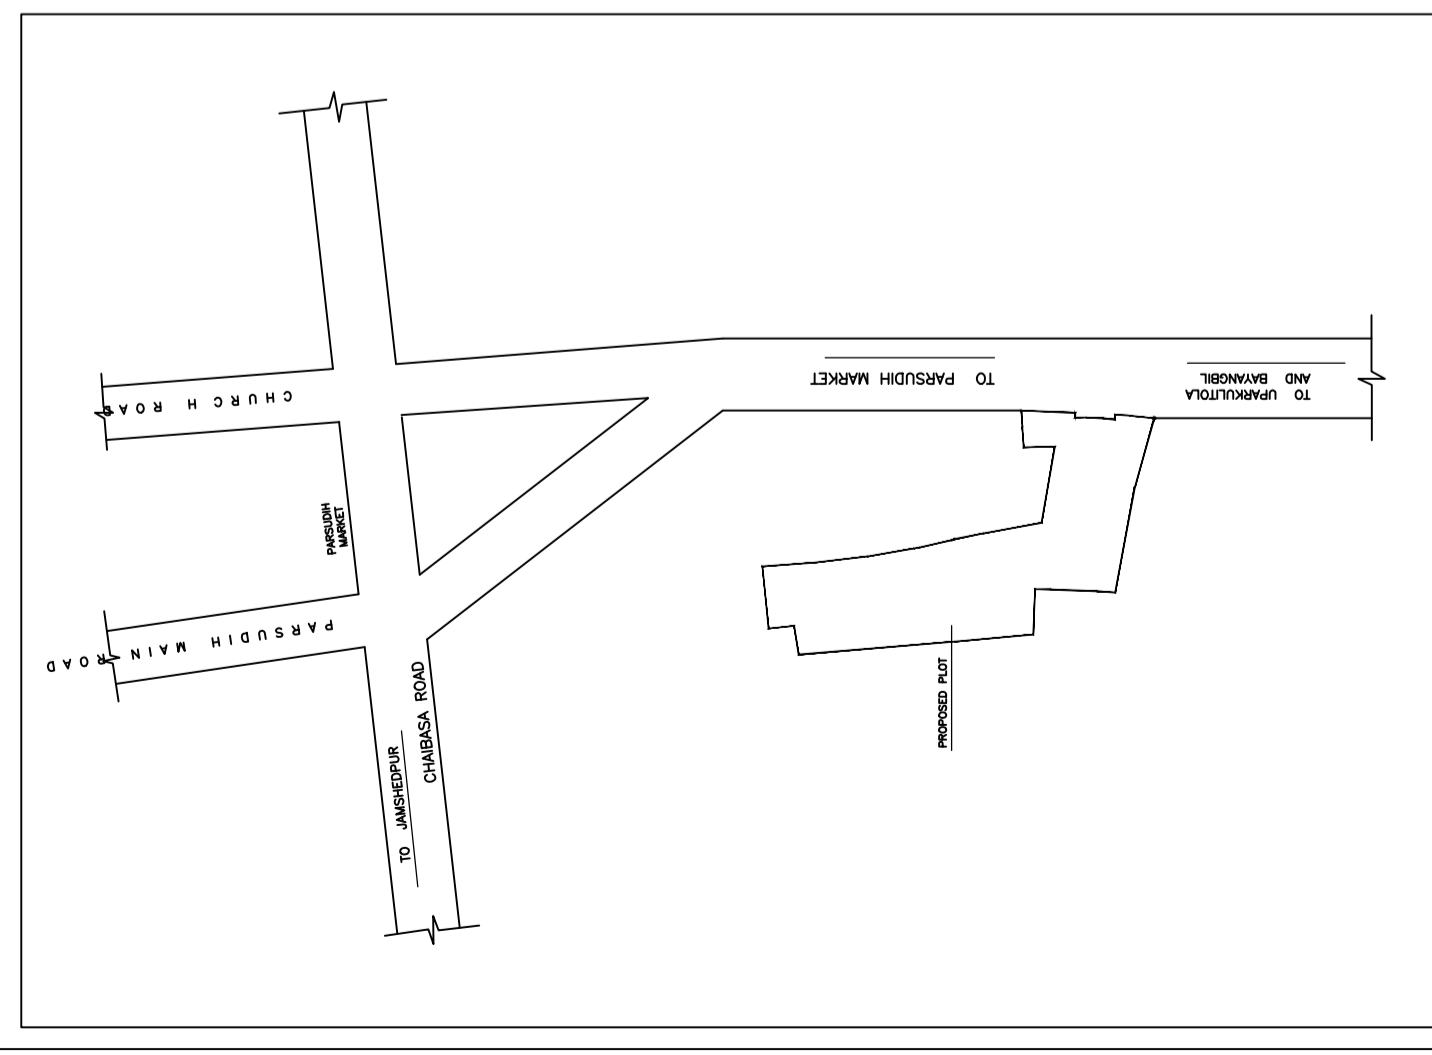 CHURCH ROAD
TO PARSUDIH MARKET
TO UPARKULITOLA
AND BAYANGBIL
PARSUDIH
MARKET
PARSUDIH MAIN ROAD
CHAIBASA ROAD
TO JAMSHEDPUR
PROPOSED PLOT